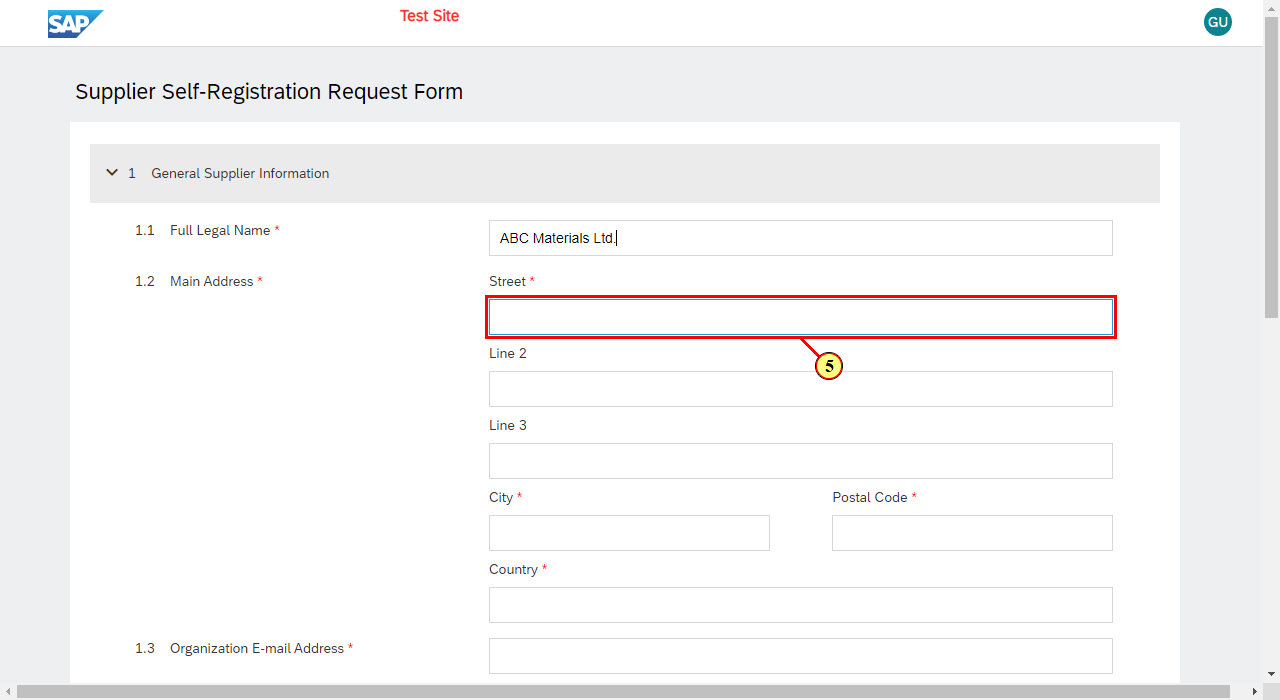 SAP
Test Site
GU
Supplier Self-Registration Request Form
1 General Supplier Information
1.1 Full Legal Name *
ABC Materials Ltd.
1.2 Main Address *
Street *
5
Line 2
Line 3
City * Postal Code *
Country *
1.3 Organization E-mail Address *